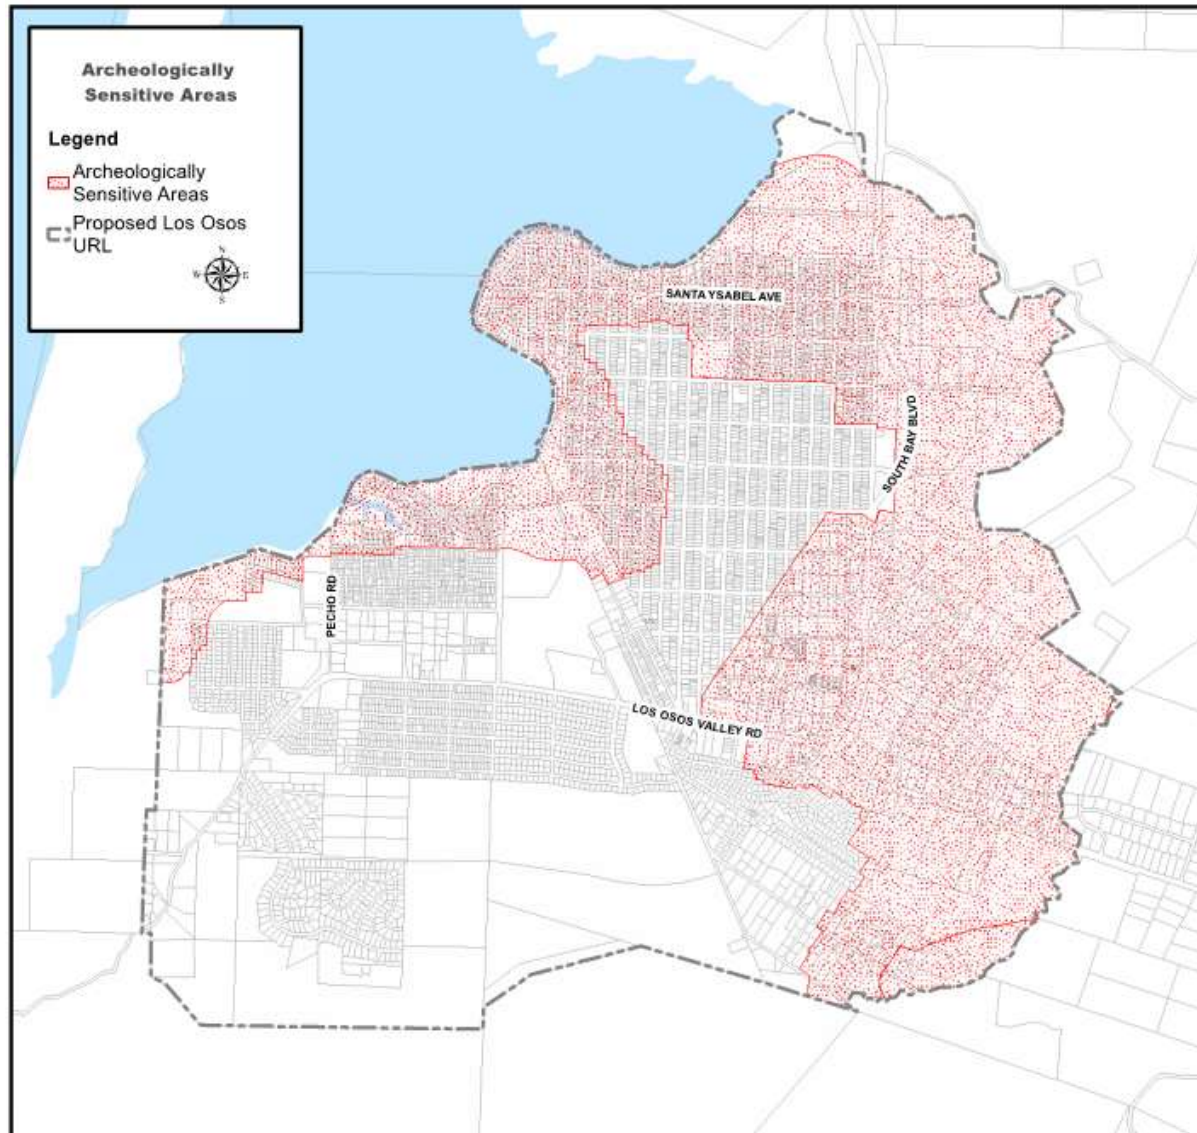 Archeologically
Sensitive Areas
Legend
Archeologically
Sensitive Areas
Proposed Los Osos
URL
N
W
E
S
SANTA YSABEL AVE
SOUTH BAY BLVD
PECHO RD
LOS OSOS VALLEY RD